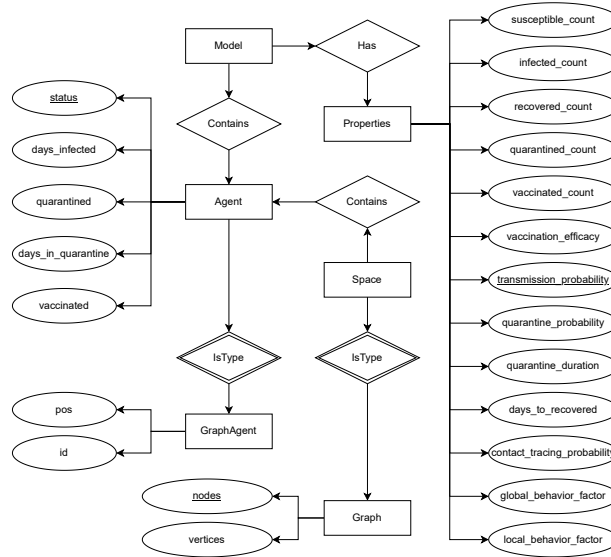 susceptible_count
Model
Has
infected_count
status
recovered_count
Contains
Properties
days_infected
quarantined_count
vaccinated_count
quarantined
Agent
Contains
vaccination_efficacy
days_in_quarantine
Space
transmission_probability
vaccinated
quarantine_probability
IsType
IsType
quarantine_duration
pos
days_to_recovered
GraphAgent
id
contact_tracing_probability
nodes
global_behavior_factor
Graph
vertices
local_behavior_factor